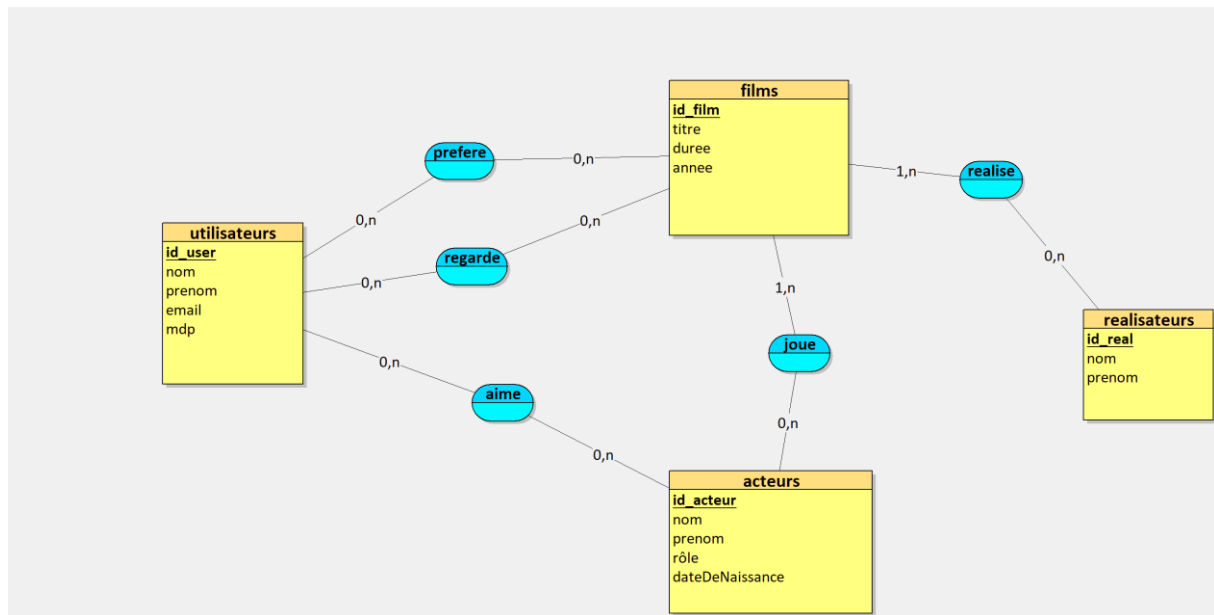 films
id_film
titre
duree
annee
prefere
0,n
1,n
realise
0,n
0,n
utilisateurs
id_user
nom
prenom
email
mdp
regarde
0,n
0,n
1,n
0,n
realisateurs
id_real
nom
prenom
joue
0,n
aime
0,n
0,n
acteurs
id_acteur
nom
prenom
rôle
dateDeNaissance